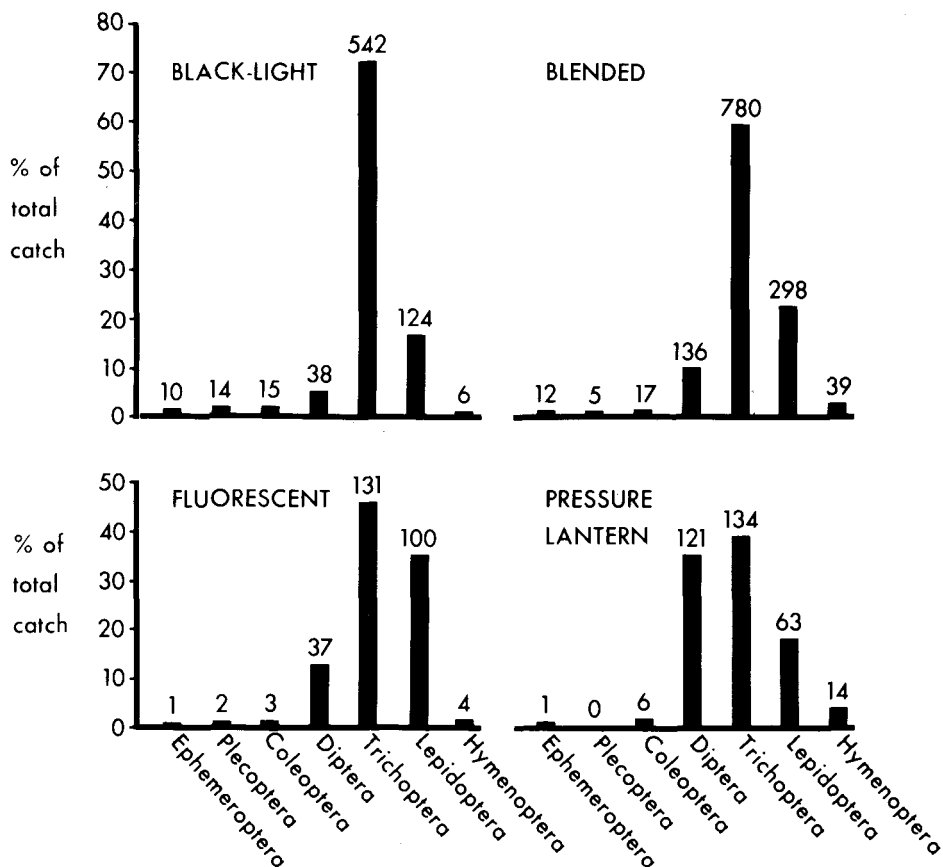 80
70
60
50
40
30
20
10
0
% of
total
catch
BLACK-LIGHT
10 14 15 38 542 124 6
BLENDED
12 5 17 136 780 298 39
50
40
30
20
10
0
% of
total
catch
FLUORESCENT
1 2 3 37 131 100 4
PRESSURE
LANTERN
1 0 6 121 134 63 14
Ephemeroptera
Plecoptera
Coleoptera
Diptera
Trichoptera
Lepidoptera
Hymenoptera
Ephemeroptera
Plecoptera
Coleoptera
Diptera
Trichoptera
Lepidoptera
Hymenoptera